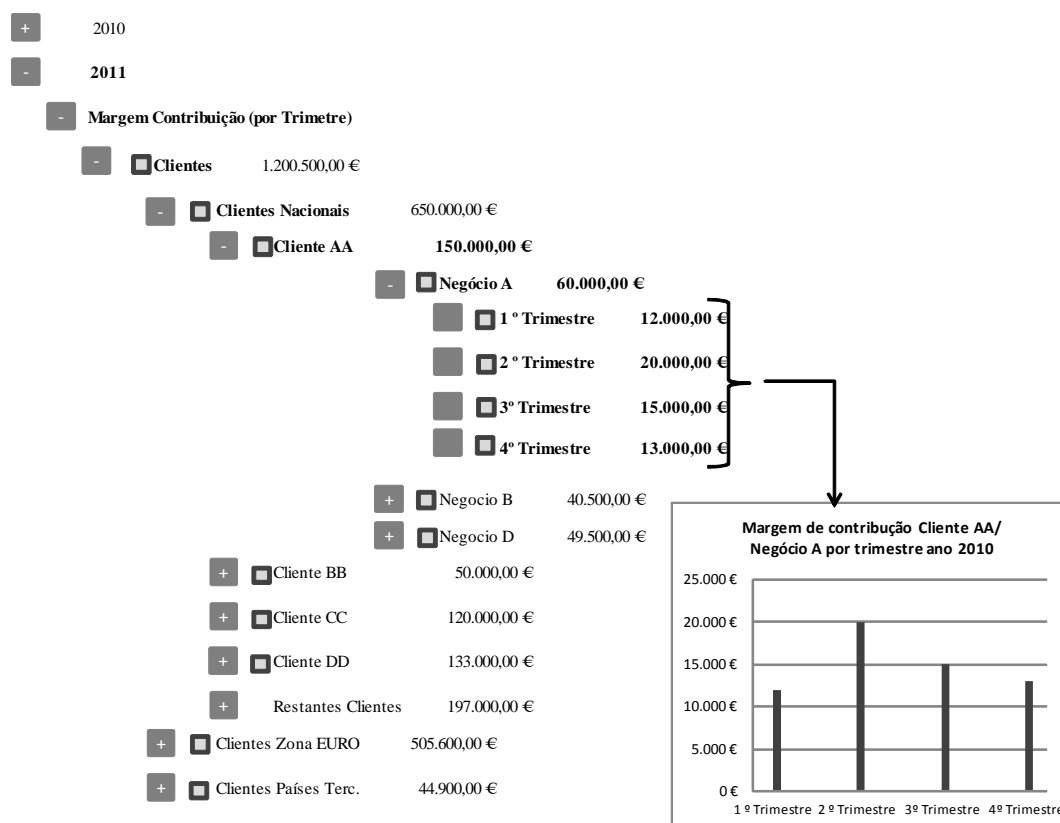 + 2010
- 2011
- Margem Contribuição (por Trimetre)
- Clientes 1.200.500,00 €
- Clientes Nacionais 650.000,00 €
- Cliente AA 150.000,00 €
- Negócio A 60.000,00 €
1 º Trimestre 12.000,00 €
2 º Trimestre 20.000,00 €
3º Trimestre 15.000,00 €
4º Trimestre 13.000,00 €
+ Negocio B 40.500,00 €
+ Negocio D 49.500,00 €
+ Cliente BB 50.000,00 €
+ Cliente CC 120.000,00 €
+ Cliente DD 133.000,00 €
+ Restantes Clientes 197.000,00 €
+ Clientes Zona EURO 505.600,00 €
+ Clientes Países Terc. 44.900,00 €
Margem de contribução Cliente AA/
Negócio A por trimestre ano 2010
25.000 €
20.000 €
15.000 €
10.000 €
5.000 €
0 €
1 º Trimestre 2 º Trimestre 3º Trimestre 4º Trimestre